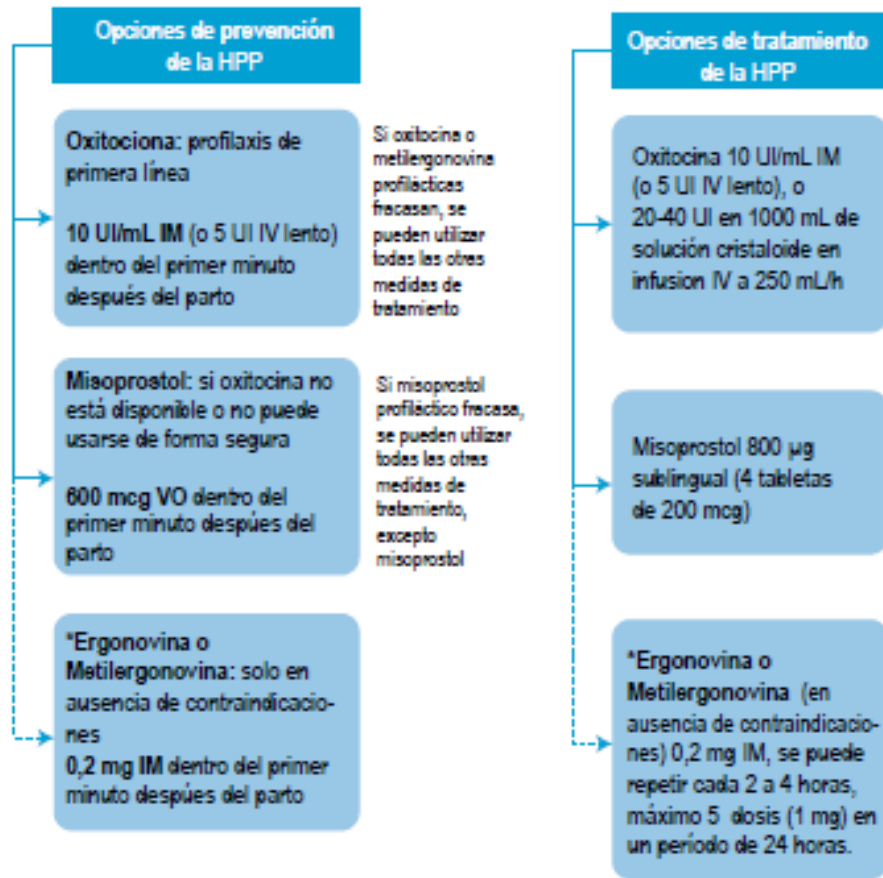 Opciones de prevención
de la HPP
Oxitociona: profilaxis de
primera línea
10 UI/mL IM (o 5 UI IV lento)
dentro del primer minuto
después del parto
Si oxitocina o
metilergonovina
profilácticas
fracasan, se
pueden utilizar
todas las otras
medidas de
tratamiento
Misoprostol: si oxitocina no
está disponible o no puede
usarse de forma segura
600 mcg VO dentro del
primer minuto despúes del
parto
Si misoprostol
profiláctico fracasa,
se pueden utilizar
todas las otras
medidas de
tratamiento,
excepto
misoprostol
*Ergonovina o
Metilergonovina: solo en
ausencia de contraindicacio-
nes
0,2 mg IM dentro del primer
minuto despúes del parto
Opciones de tratamiento
de la HPP
Oxitocina 10 UI/mL IM
(o 5 UI IV lento), o
20-40 UI en 1000 mL de
solución cristaloide en
infusion IV a 250 mL/h
Misoprostol 800 µg
sublingual (4 tabletas
de 200 mcg)
*Ergonovina o
Metilergonovina (en
ausencia de contraindicacio-
nes) 0,2 mg IM, se puede
repetir cada 2 a 4 horas,
máximo 5 dosis (1 mg) en
un período de 24 horas.